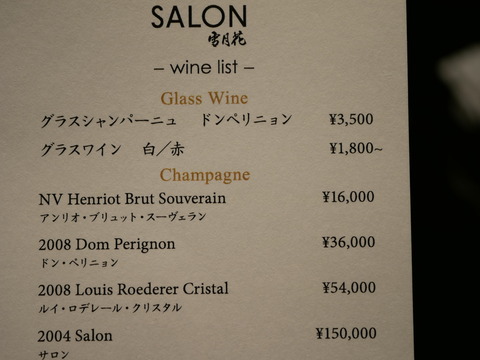 SALON
雪月花
– wine list –
Glass Wine
グラスシャンパーニュ ドンペリニョン ¥3,500
グラスワイン 白／赤 ¥1,800~
Champagne
NV Henriot Brut Souverain ¥16,000
アンリオ・ブリュット・スーヴェラン
2008 Dom Perignon ¥36,000
ドン・ペリニョン
2008 Louis Roederer Cristal ¥54,000
ルイ・ロデレール・クリスタル
2004 Salon ¥150,000
サロン